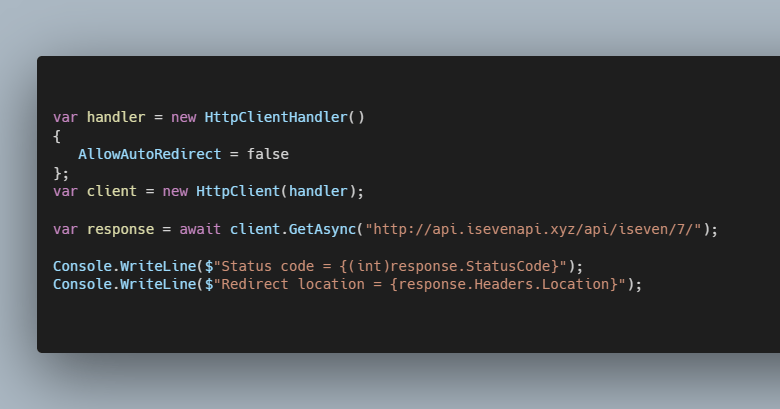 var handler = new HttpClientHandler()
{
   AllowAutoRedirect = false
};
var client = new HttpClient(handler);
var response = await client.GetAsync("http://api.isevenapi.xyz/api/iseven/7/");
Console.WriteLine($"Status code = {(int)response.StatusCode}");
Console.WriteLine($"Redirect location = {response.Headers.Location}");